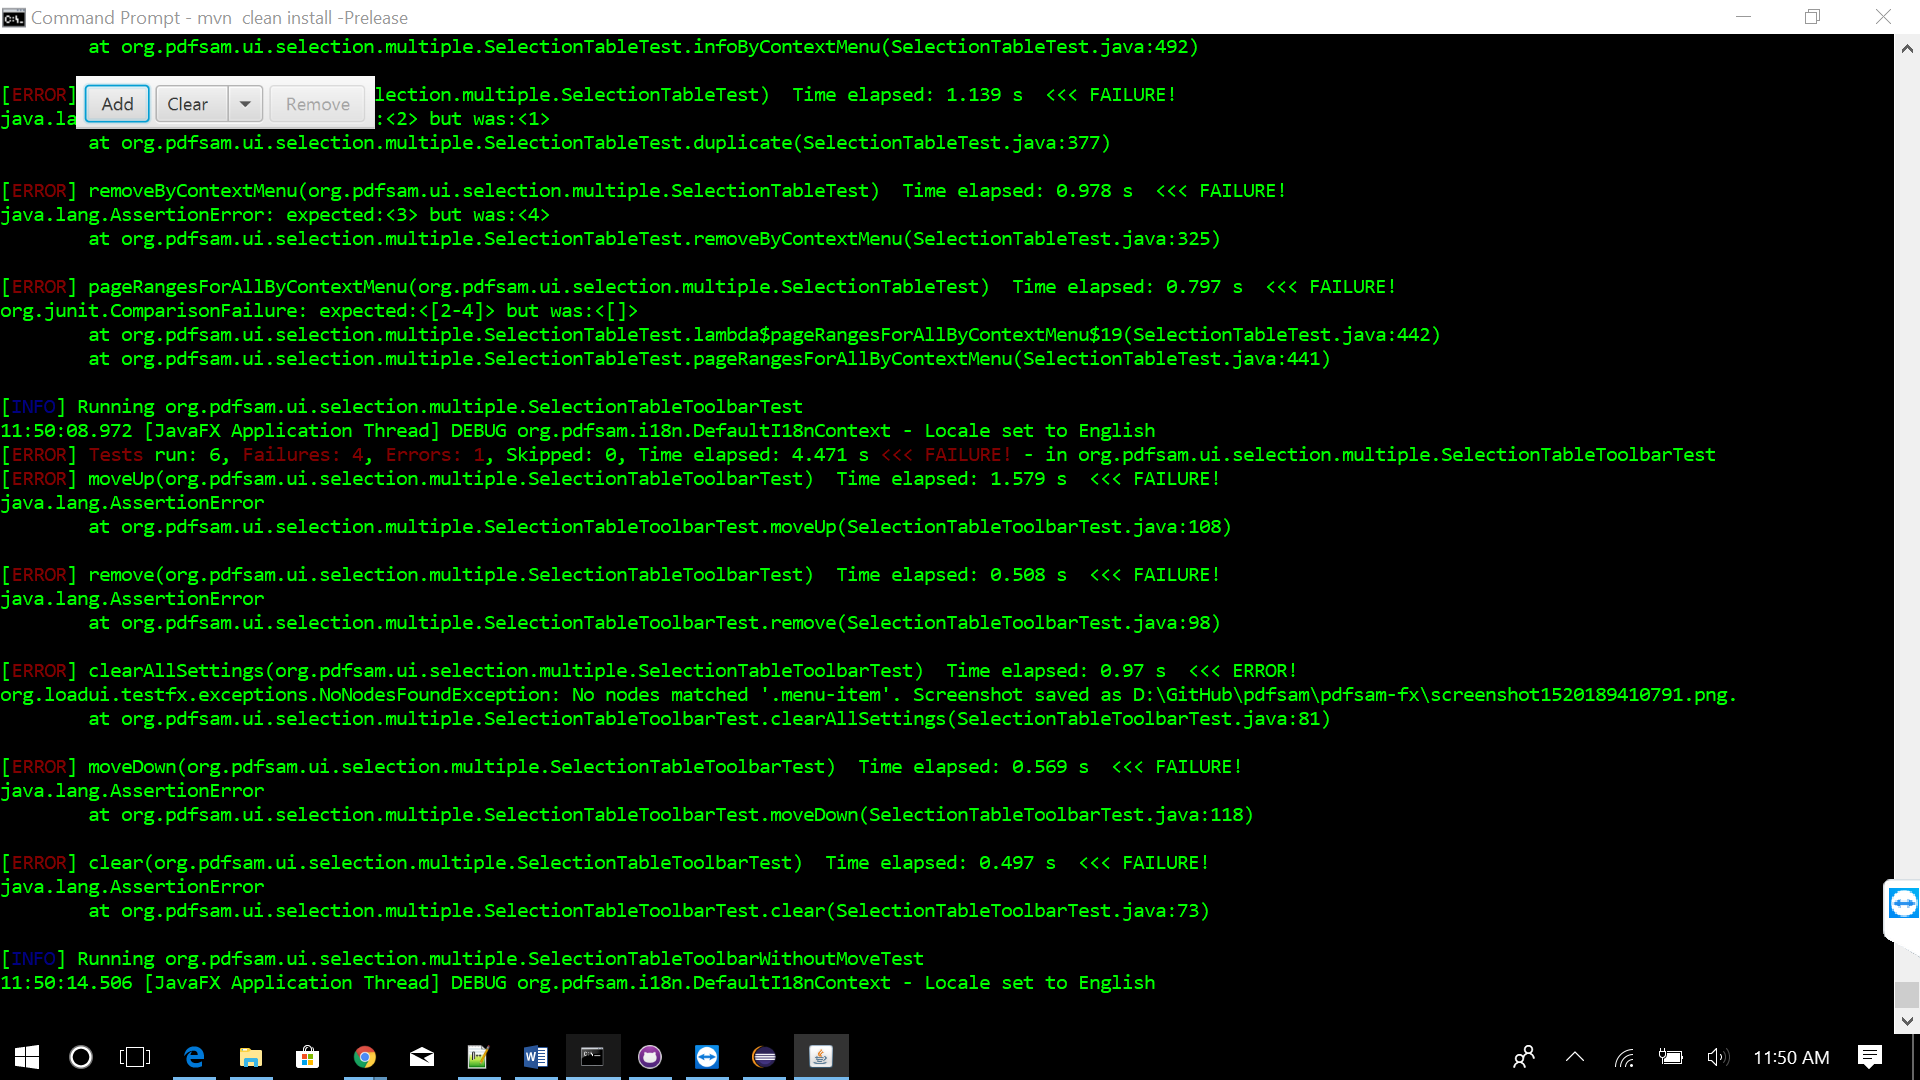 Command Prompt - mvn  clean install -Prelease
        at org.pdfsam.ui.selection.multiple.SelectionTableTest.infoByContextMenu(SelectionTableTest.java:492)
[ERROR] lection.multiple.SelectionTableTest)  Time elapsed: 1.139 s  <<< FAILURE!
Add Clear Remove
java.la :<2> but was:<1>
        at org.pdfsam.ui.selection.multiple.SelectionTableTest.duplicate(SelectionTableTest.java:377)
[ERROR] removeByContextMenu(org.pdfsam.ui.selection.multiple.SelectionTableTest)  Time elapsed: 0.978 s  <<< FAILURE!
java.lang.AssertionError: expected:<3> but was:<4>
        at org.pdfsam.ui.selection.multiple.SelectionTableTest.removeByContextMenu(SelectionTableTest.java:325)
[ERROR] pageRangesForAllByContextMenu(org.pdfsam.ui.selection.multiple.SelectionTableTest)  Time elapsed: 0.797 s  <<< FAILURE!
org.junit.ComparisonFailure: expected:<[2-4]> but was:<[]>
        at org.pdfsam.ui.selection.multiple.SelectionTableTest.lambda$pageRangesForAllByContextMenu$19(SelectionTableTest.java:442)
        at org.pdfsam.ui.selection.multiple.SelectionTableTest.pageRangesForAllByContextMenu(SelectionTableTest.java:441)
[INFO] Running org.pdfsam.ui.selection.multiple.SelectionTableToolbarTest
11:50:08.972 [JavaFX Application Thread] DEBUG org.pdfsam.i18n.DefaultI18nContext - Locale set to English
[ERROR] Tests run: 6, Failures: 4, Errors: 1, Skipped: 0, Time elapsed: 4.471 s <<< FAILURE! - in org.pdfsam.ui.selection.multiple.SelectionTableToolbarTest
[ERROR] moveUp(org.pdfsam.ui.selection.multiple.SelectionTableToolbarTest)  Time elapsed: 1.579 s  <<< FAILURE!
java.lang.AssertionError
        at org.pdfsam.ui.selection.multiple.SelectionTableToolbarTest.moveUp(SelectionTableToolbarTest.java:108)
[ERROR] remove(org.pdfsam.ui.selection.multiple.SelectionTableToolbarTest)  Time elapsed: 0.508 s  <<< FAILURE!
java.lang.AssertionError
        at org.pdfsam.ui.selection.multiple.SelectionTableToolbarTest.remove(SelectionTableToolbarTest.java:98)
[ERROR] clearAllSettings(org.pdfsam.ui.selection.multiple.SelectionTableToolbarTest)  Time elapsed: 0.97 s  <<< ERROR!
org.loadui.testfx.exceptions.NoNodesFoundException: No nodes matched '.menu-item'. Screenshot saved as D:\GitHub\pdfsam\pdfsam-fx\screenshot1520189410791.png.
        at org.pdfsam.ui.selection.multiple.SelectionTableToolbarTest.clearAllSettings(SelectionTableToolbarTest.java:81)
[ERROR] moveDown(org.pdfsam.ui.selection.multiple.SelectionTableToolbarTest)  Time elapsed: 0.569 s  <<< FAILURE!
java.lang.AssertionError
        at org.pdfsam.ui.selection.multiple.SelectionTableToolbarTest.moveDown(SelectionTableToolbarTest.java:118)
[ERROR] clear(org.pdfsam.ui.selection.multiple.SelectionTableToolbarTest)  Time elapsed: 0.497 s  <<< FAILURE!
java.lang.AssertionError
        at org.pdfsam.ui.selection.multiple.SelectionTableToolbarTest.clear(SelectionTableToolbarTest.java:73)
[INFO] Running org.pdfsam.ui.selection.multiple.SelectionTableToolbarWithoutMoveTest
11:50:14.506 [JavaFX Application Thread] DEBUG org.pdfsam.i18n.DefaultI18nContext - Locale set to English
11:50 AM